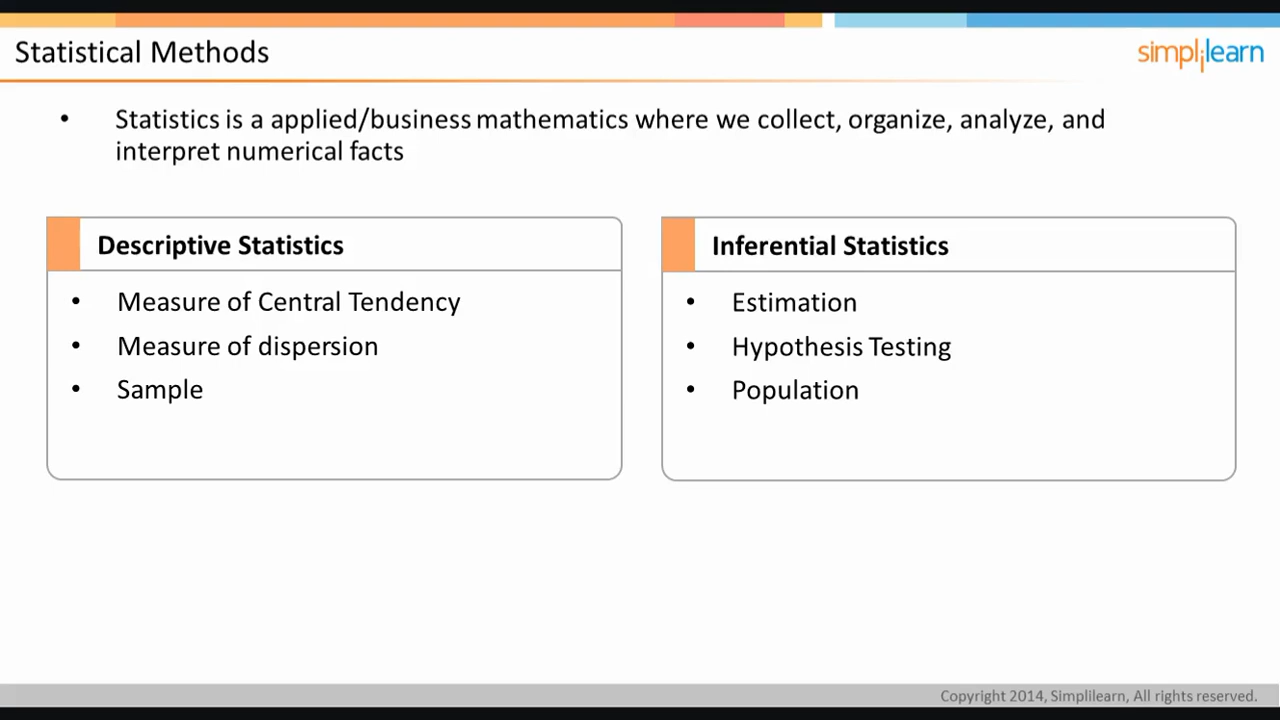 Statistical Methods
simplilearn
• Statistics is a applied/business mathematics where we collect, organize, analyze, and
interpret numerical facts
Descriptive Statistics
• Measure of Central Tendency
• Measure of dispersion
• Sample
Inferential Statistics
• Estimation
• Hypothesis Testing
• Population
Copyright 2014, Simplilearn, All rights reserved.